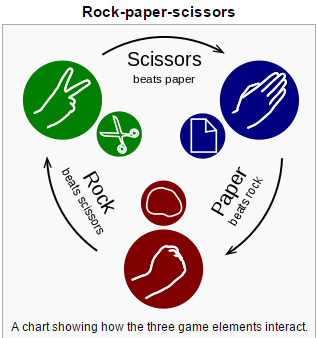 Rock-paper-scissors
Scissors
beats paper
Rock
beats scissors
Paper
beats rock
A chart showing how the three game elements interact.